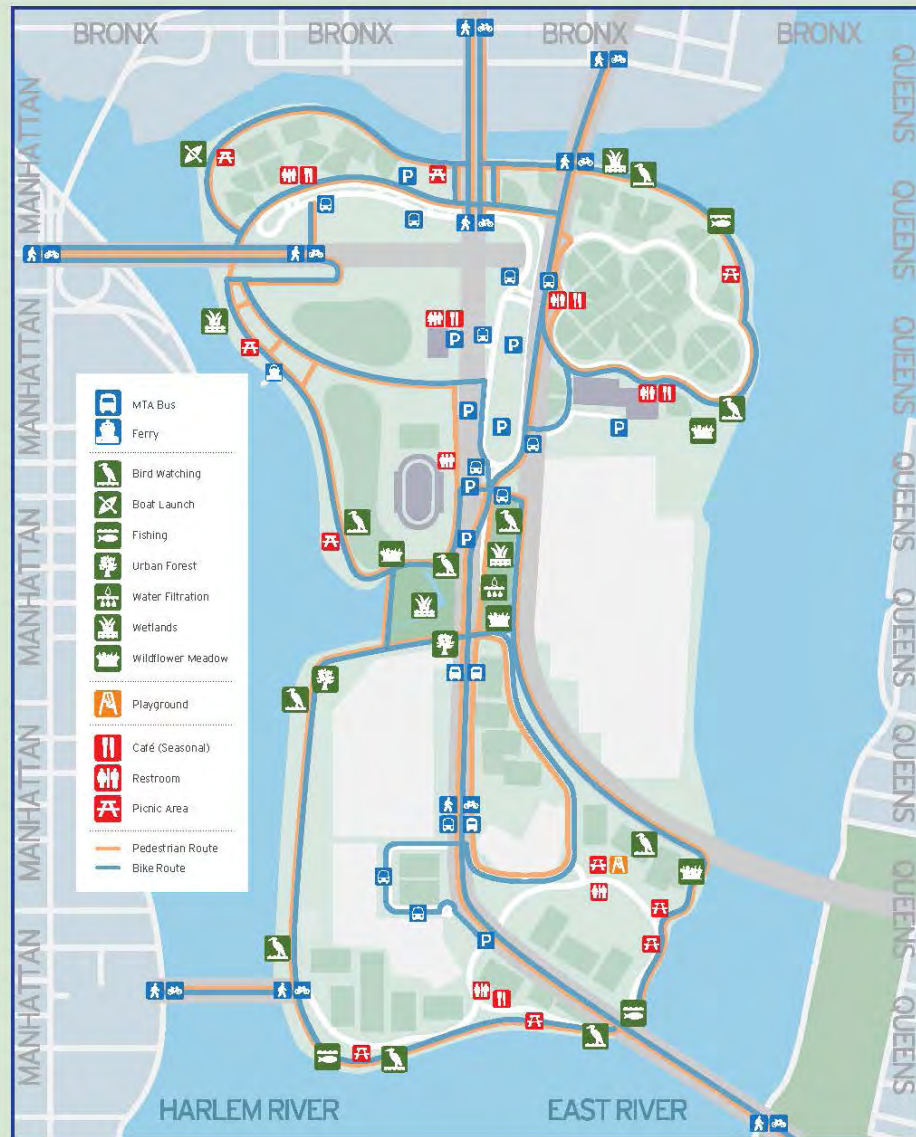 BRONX BRONX BRONX BRONX
MANHATTAN
MANHATTAN
MANHATTAN
MANHATTAN
MANHATTAN
MANHATTAN
QUEENS
QUEENS
QUEENS
QUEENS
QUEENS
QUEENS
QUEENS
QUEENS
P
P
P
P
P
P
P
P
P
P
MTA Bus
Ferry
Bird Watching
Boat Launch
Fishing
Urban Forest
Water Filtration
Wetlands
Wildflower Meadow
Playground
Café (Seasonal)
Restroom
Picnic Area
Pedestrian Route
Bike Route
HARLEM RIVER EAST RIVER